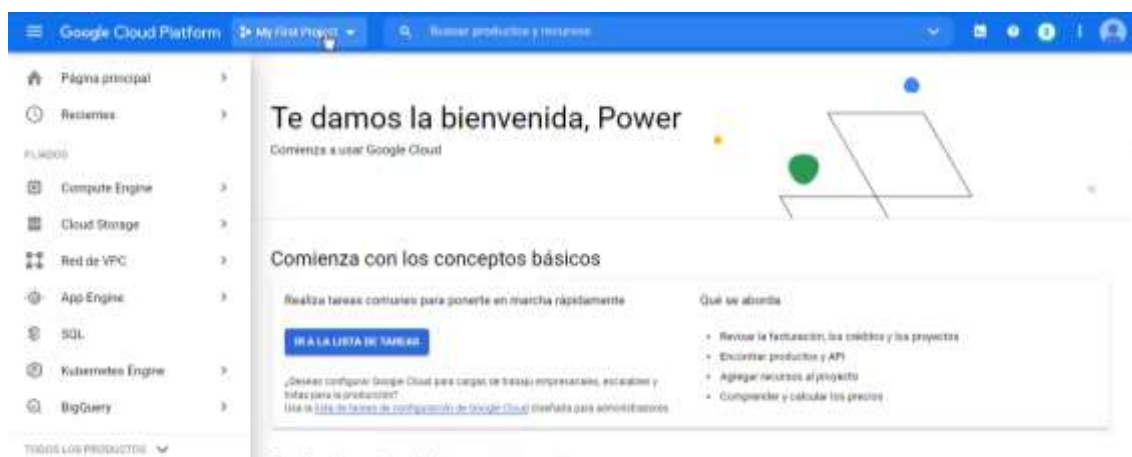 Google Cloud Platform
My First Project
Buscar productos y recursos
Página principal
Recientes
FIJADOS
Compute Engine
Cloud Storage
Red de VPC
App Engine
SQL
Kubernetes Engine
BigQuery
TODOS LOS PRODUCTOS
Te damos la bienvenida, Power
Comienza a usar Google Cloud
Comienza con los conceptos básicos
Realiza tareas comunes para ponerte en marcha rápidamente
IR A LA LISTA DE TAREAS
¿Deseas configurar Google Cloud para cargas de trabajo empresariales, escalables y
listas para la producción?
Usa la lista de tareas de configuración de Google Cloud diseñada para administradores
Qué se aborda
• Revisar la facturación, los créditos y los proyectos
• Encontrar productos y API
• Agregar recursos al proyecto
• Comprender y calcular los precios